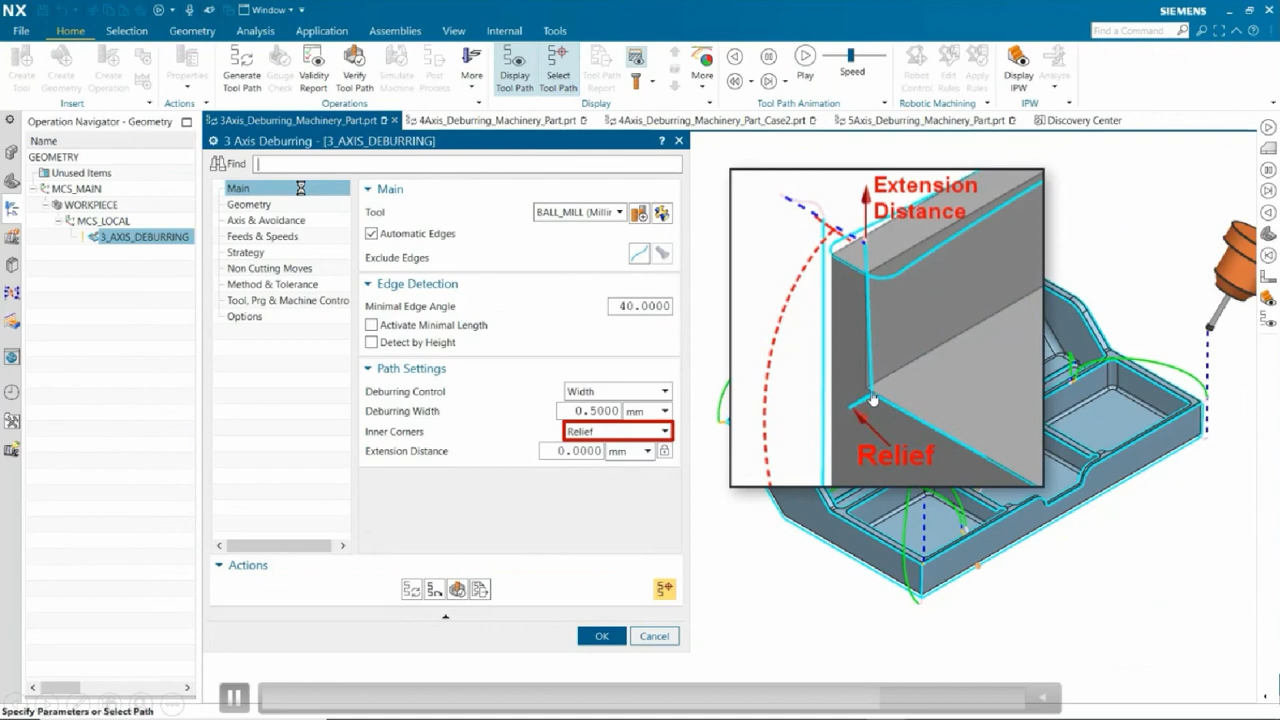 NX
Window
SIEMENS
File
Home
Selection
Geometry
Analysis
Application
Assemblies
View
Internal
Tools
Find a Command
Create Tool
Create Geometry
Create Operation
Properties
Generate Tool Path
Gouge Check
Validity Report
Verify Tool Path
Simulate Machine
Post Process
More
Display Tool Path
Select Tool Path
Tool Path Report
More
Play
Speed
Robot Control
Edit Rules
Apply Rules
Display IPW
Analyze
Insert
Actions
Operations
Display
Tool Path Animation
Robotic Machining
IPW
Operation Navigator - Geometry
3Axis_Deburring_Machinery_Part.prt
4Axis_Deburring_Machinery_Part.prt
4Axis_Deburring_Machinery_Part_Case2.prt
5Axis_Deburring_Machinery_Part.prt
Discovery Center
Name
GEOMETRY
Unused Items
MCS_MAIN
WORKPIECE
MCS_LOCAL
3_AXIS_DEBURRING
3 Axis Deburring - [3_AXIS_DEBURRING]
Find
Main
Geometry
Axis & Avoidance
Feeds & Speeds
Strategy
Non Cutting Moves
Method & Tolerance
Tool, Prg & Machine Contro
Options
Main
Tool
BALL_MILL (Millir
Automatic Edges
Exclude Edges
Edge Detection
Minimal Edge Angle
40.0000
Activate Minimal Length
Detect by Height
Path Settings
Deburring Control
Width
Deburring Width
0.5000 mm
Inner Corners
Relief
Extension Distance
0.0000 mm
Actions
OK
Cancel
Extension
Distance
Relief
Specify Parameters or Select Path